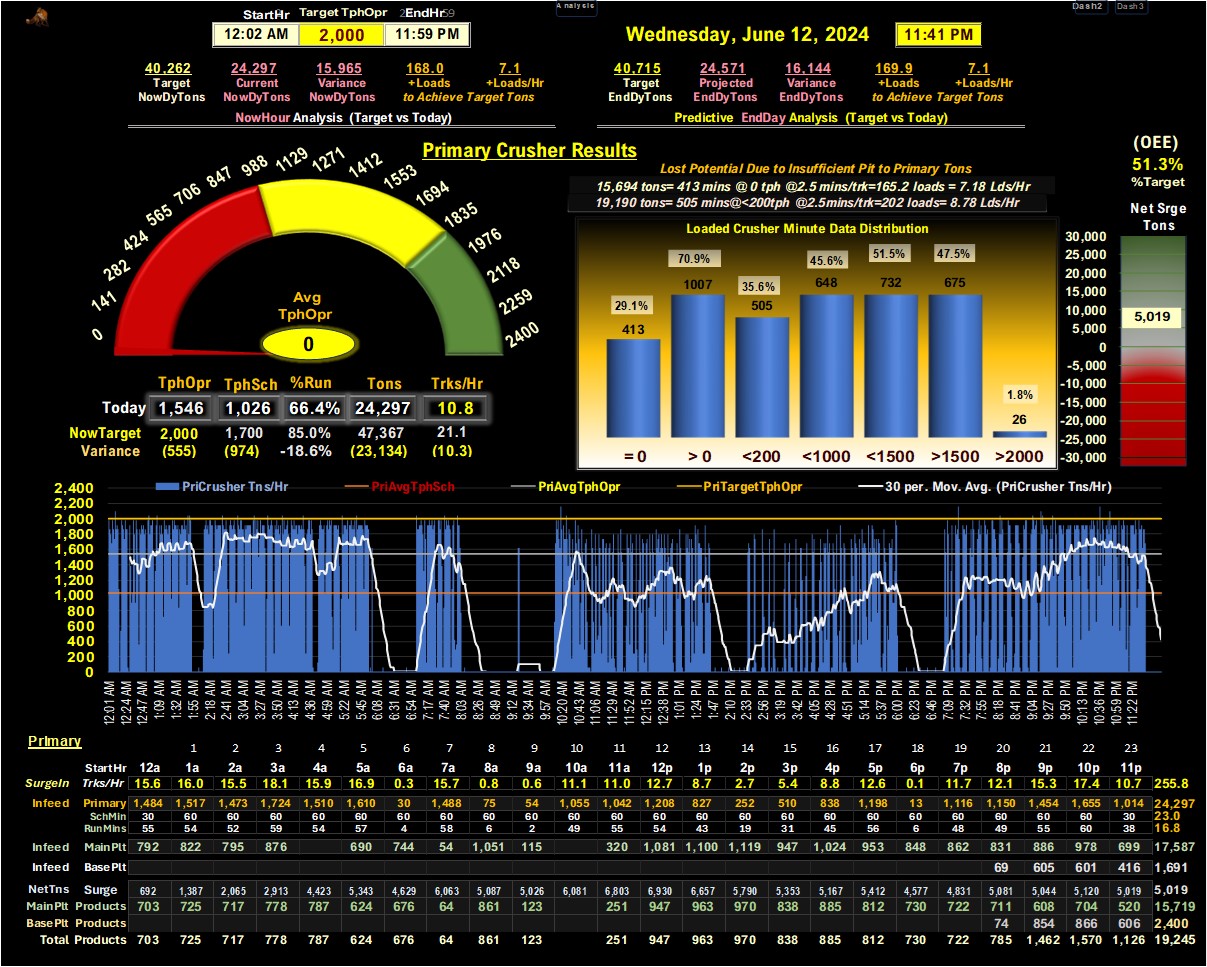 Analysis
Dash2 Dash3
StartHr Target TphOpr EndHr
12:02 AM 2,000 11:59 PM
Wednesday, June 12, 2024 11:41 PM
40,262 24,297 15,965 168.0 7.1
Target Current Variance +Loads +Loads/Hr
NowDyTons NowDyTons NowDyTons to Achieve Target Tons
NowHour Analysis (Target vs Today)
40,715 24,571 16,144 169.9 7.1
Target Projected Variance +Loads +Loads/Hr
EndDyTons EndDyTons EndDyTons to Achieve Target Tons
Predictive EndDay Analysis (Target vs Today)
Primary Crusher Results
0 141 282 424 565 706 847 988 1129 1271 1412 1553 1694 1835 1976 2118 2259 2400
Avg
TphOpr
0
TphOpr TphSch %Run Tons Trks/Hr
Today 1,546 1,026 66.4% 24,297 10.8
NowTarget 2,000 1,700 85.0% 47,367 21.1
Variance (555) (974) -18.6% (23,134) (10.3)
Lost Potential Due to Insufficient Pit to Primary Tons
15,694 tons= 413 mins @ 0 tph @2.5 mins/trk=165.2 loads = 7.18 Lds/Hr
19,190 tons= 505 mins@<200tph @2.5mins/trk=202 loads= 8.78 Lds/Hr
Loaded Crusher Minute Data Distribution
29.1% 70.9% 35.6% 45.6% 51.5% 47.5% 1.8%
413 1007 505 648 732 675 26
= 0 > 0 <200 <1000 <1500 >1500 >2000
(OEE)
51.3%
%Target
Net Srge
Tons
30,000
25,000
20,000
15,000
10,000
5,000
0
-5,000
-10,000
-15,000
-20,000
-25,000
-30,000
5,019
PriCrusher Tns/Hr PriAvgTphSch PriAvgTphOpr PriTargetTphOpr 30 per. Mov. Avg. (PriCrusher Tns/Hr)
2,400
2,200
2,000
1,800
1,600
1,400
1,200
1,000
800
600
400
200
0
12:01 AM 12:24 AM 12:47 AM 1:09 AM 1:32 AM 1:55 AM 2:18 AM 2:41 AM 3:04 AM 3:27 AM 3:50 AM 4:13 AM 4:36 AM 4:59 AM 5:22 AM 5:45 AM 6:08 AM 6:31 AM 6:54 AM 7:17 AM 7:40 AM 8:03 AM 8:26 AM 8:49 AM 9:12 AM 9:34 AM 9:57 AM 10:20 AM 10:43 AM 11:06 AM 11:29 AM 11:52 AM 12:15 PM 12:38 PM 1:01 PM 1:24 PM 1:47 PM 2:10 PM 2:33 PM 2:56 PM 3:19 PM 3:42 PM 4:05 PM 4:28 PM 4:51 PM 5:14 PM 5:37 PM 6:00 PM 6:23 PM 6:46 PM 7:09 PM 7:32 PM 7:55 PM 8:18 PM 8:41 PM 9:04 PM 9:27 PM 9:50 PM 10:13 PM 10:36 PM 10:59 PM 11:22 PM
Primary
1 2 3 4 5 6 7 8 9 10 11 12 13 14 15 16 17 18 19 20 21 22 23
StartHr 12a 1a 2a 3a 4a 5a 6a 7a 8a 9a 10a 11a 12p 1p 2p 3p 4p 5p 6p 7p 8p 9p 10p 11p
SurgeIn Trks/Hr 15.6 16.0 15.5 18.1 15.9 16.9 0.3 15.7 0.8 0.6 11.1 11.0 12.7 8.7 2.7 5.4 8.8 12.6 0.1 11.7 12.1 15.3 17.4 10.7 255.8
Infeed Primary 1,484 1,517 1,473 1,724 1,510 1,610 30 1,488 75 54 1,055 1,042 1,208 827 252 510 838 1,198 13 1,116 1,150 1,454 1,655 1,014 24,297
SchMin 30 60 60 60 60 60 60 60 60 60 60 60 60 60 60 60 60 60 60 60 60 60 60 30 23.0
RunMins 55 54 52 59 54 57 4 58 6 2 49 55 54 43 19 31 45 56 6 48 49 55 60 38 16.8
Infeed MainPlt 792 822 795 876 690 744 54 1,051 115 320 1,081 1,100 1,119 947 1,024 953 848 862 831 886 978 699 17,587
Infeed BasePlt 69 605 601 416 1,691
NetTns Surge 692 1,387 2,065 2,913 4,423 5,343 4,629 6,063 5,087 5,026 6,081 6,803 6,930 6,657 5,790 5,353 5,167 5,412 4,577 4,831 5,081 5,044 5,120 5,019 5,019
MainPlt Products 703 725 717 778 787 624 676 64 861 123 251 947 963 970 838 885 812 730 722 711 608 704 520 15,719
BasePlt Products 74 854 866 606 2,400
Total Products 703 725 717 778 787 624 676 64 861 123 251 947 963 970 838 885 812 730 722 785 1,462 1,570 1,126 19,245